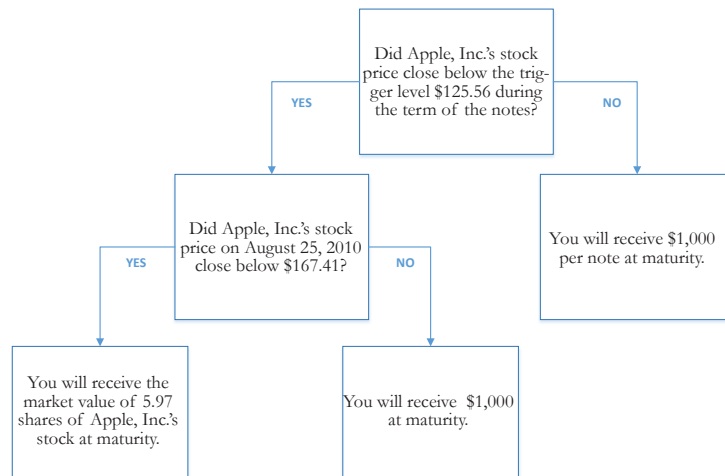 Did Apple, Inc.'s stock
price close below the trig-
ger level $125.56 during
the term of the notes?
YES
NO
Did Apple, Inc.'s stock
price on August 25, 2010
close below $167.41?
You will receive $1,000
per note at maturity.
YES
NO
You will receive the
market value of 5.97
shares of Apple, Inc.'s
stock at maturity.
You will receive  $1,000
at maturity.